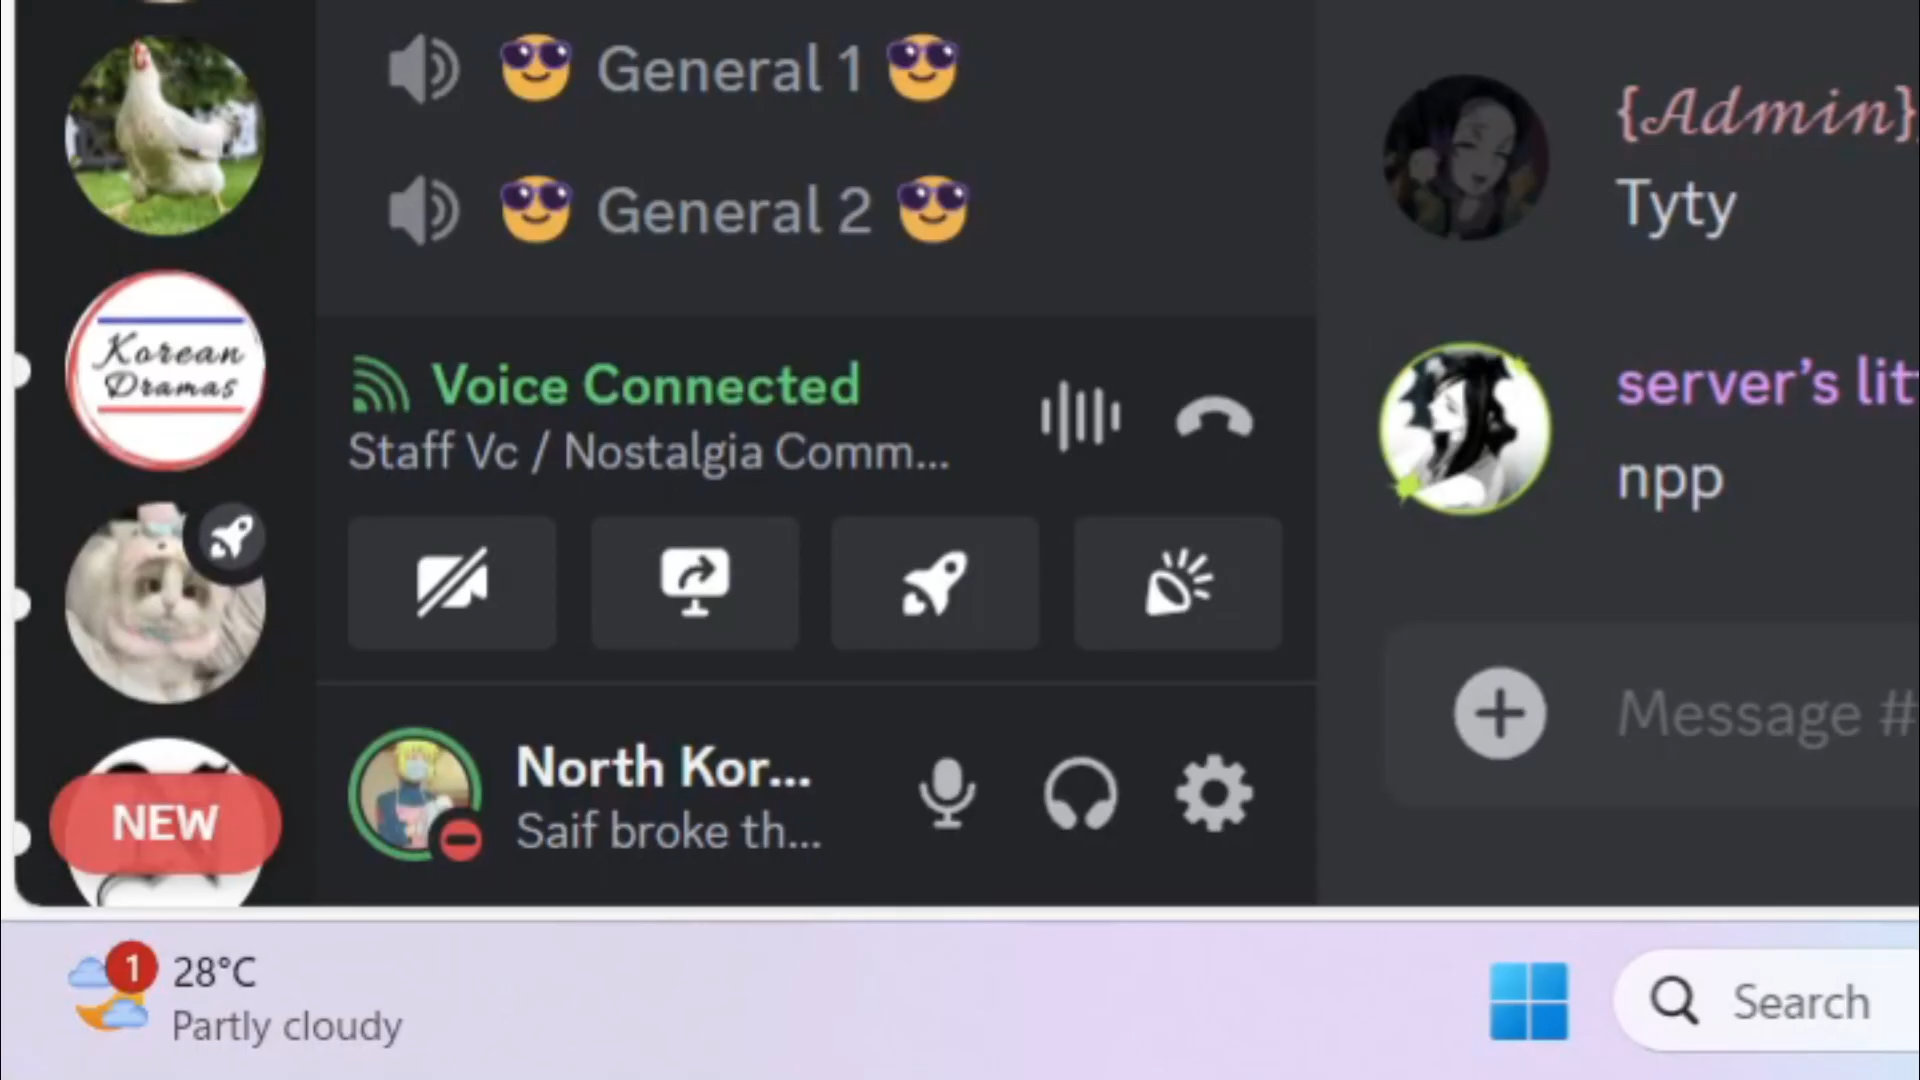 General 1
General 2
Korean
Dramas
Voice Connected
Staff Vc / Nostalgia Comm...
NEW
North Kor...
Saif broke th...
{𝓐𝓭𝓶𝓲𝓷}
Tyty
server’s lit
npp
Message #
1
28°C
Partly cloudy
Search